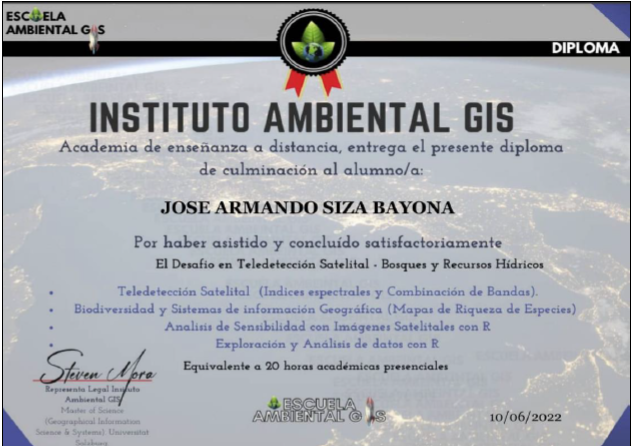 ESCUELA
AMBIENTAL GIS
DIPLOMA
INSTITUTO AMBIENTAL GIS
Academia de enseñanza a distancia, entrega el presente diploma
de culminación al alumno/a:
JOSE ARMANDO SIZA BAYONA
Por haber asistido y concluído satisfactoriamente
El Desafio en Teledetección Satelital - Bosques y Recursos Hídricos
• Teledetección Satelital (Indices espectrales y Combinación de Bandas).
• Biodiversidad y Sistemas de información Geográfica (Mapas de Riqueza de Especies)
• Analisis de Sensibilidad con Imágenes Satelitales con R
• Exploración y Análisis de datos con R
Equivalente a 20 horas académicas presenciales
Steven Mora
Representa Legal Instituto
Ambiental GIS
Master of Science
(Geographical Information
Science & Systems), Universitat
Salzburg
ESCUELA
AMBIENTAL GIS
10/06/2022